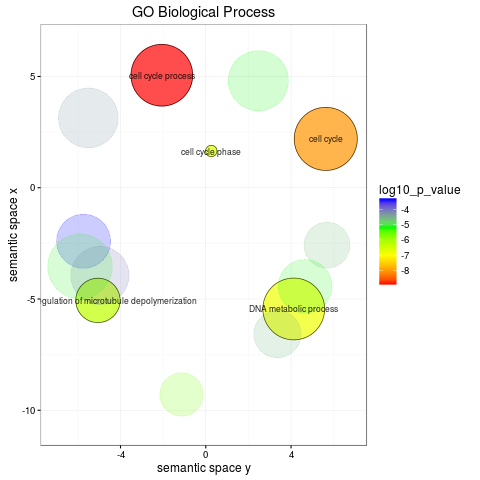 GO Biological Process
cell cycle process
cell cycle
cell cycle phase
gulation of microtubule depolymerization
DNA metabolic process
5
0
-5
-10
-4
0
4
semantic space x
semantic space y
log10_p_value
-4
-5
-6
-7
-8